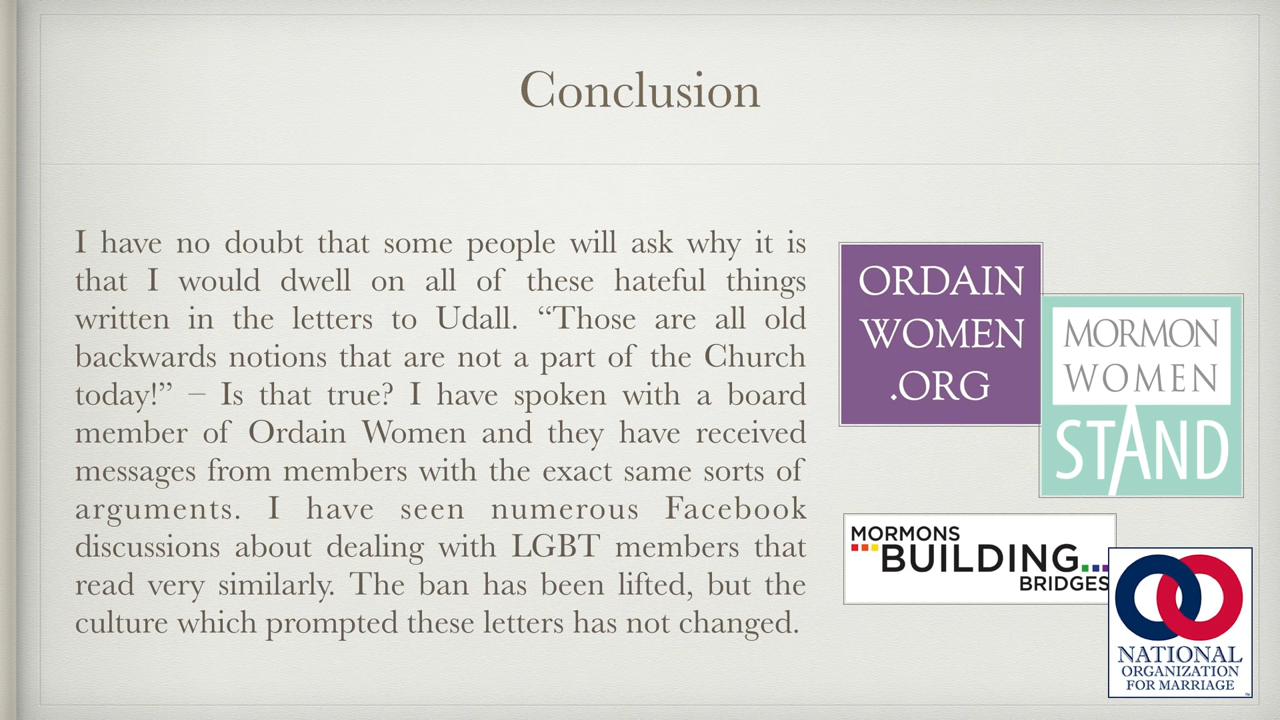 Conclusion
I have no doubt that some people will ask why it is
that I would dwell on all of these hateful things
written in the letters to Udall. “Those are all old
backwards notions that are not a part of the Church
today!” – Is that true? I have spoken with a board
member of Ordain Women and they have received
messages from members with the exact same sorts of
arguments. I have seen numerous Facebook
discussions about dealing with LGBT members that
read very similarly. The ban has been lifted, but the
culture which prompted these letters has not changed.
ORDAIN
WOMEN
.ORG
MORMON
WOMEN
STAND
MORMONS
BUILDING
BRIDGES
NATIONAL
ORGANIZATION
FOR MARRIAGE